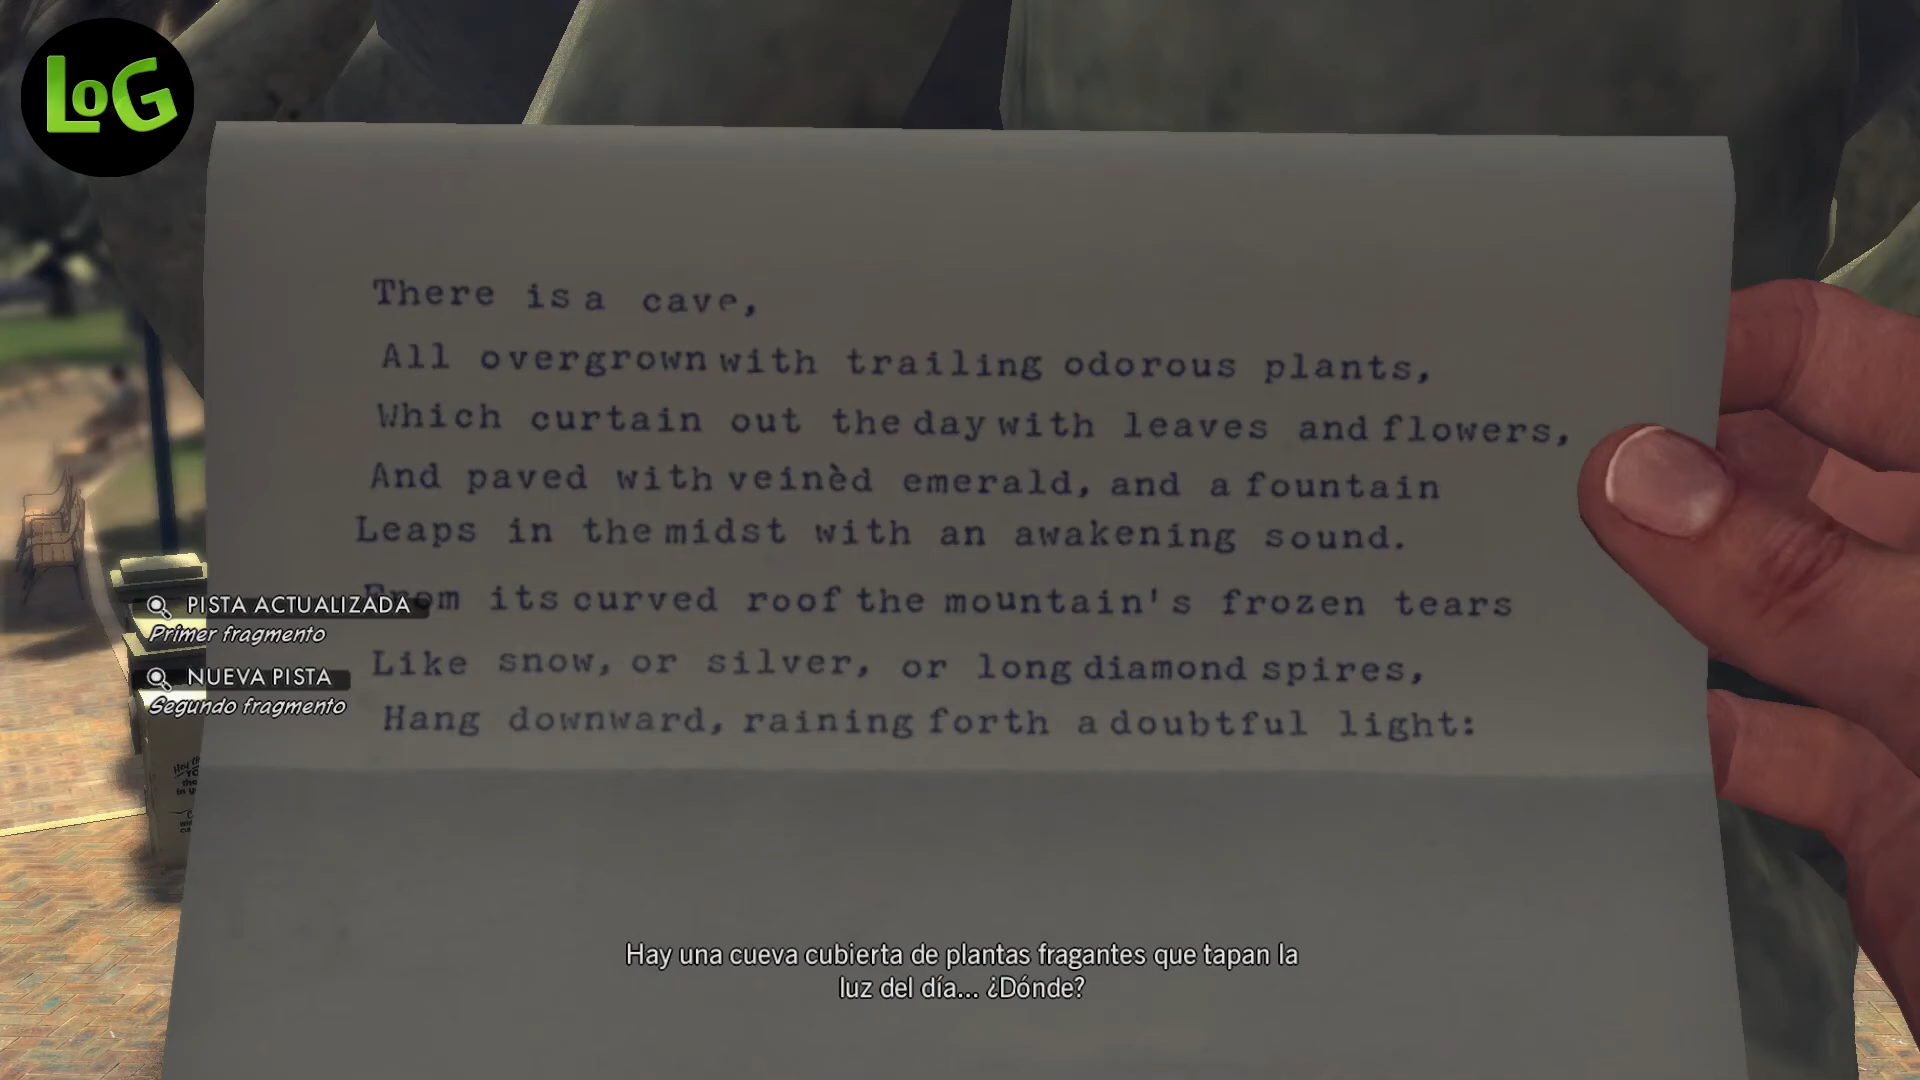 LoG
There is a cave,
All overgrown with trailing odorous plants,
Which curtain out the day with leaves and flowers,
And paved with veinèd emerald, and a fountain
Leaps in the midst with an awakening sound.
From its curved roof the mountain's frozen tears
Like snow, or silver, or long diamond spires,
Hang downward, raining forth a doubtful light:
PISTA ACTUALIZADA
Primer fragmento
NUEVA PISTA
Segundo fragmento
Hay una cueva cubierta de plantas fragantes que tapan la
luz del día... ¿Dónde?